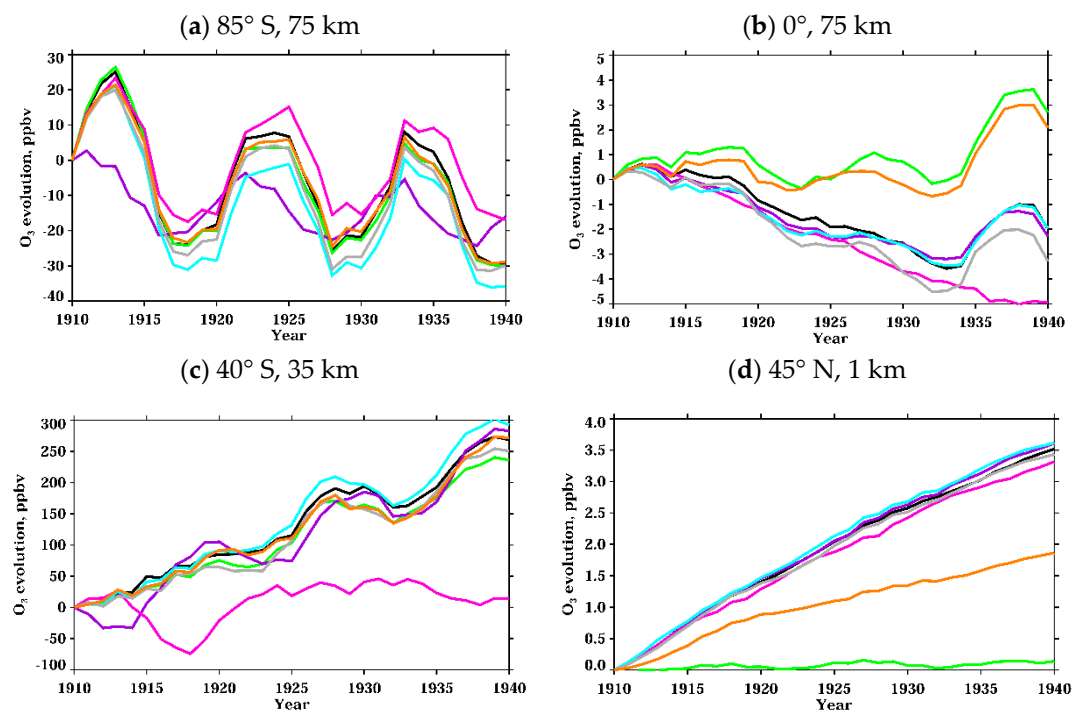 (a) 85° S, 75 km
O3 evolution, ppbv
30
20
10
0
-10
-20
-30
-40
1910 1915 1920 1925 1930 1935 1940
Year
(b) 0°, 75 km
O3 evolution, ppbv
5
4
3
2
1
0
-1
-2
-3
-4
-5
1910 1915 1920 1925 1930 1935 1940
Year
(c) 40° S, 35 km
O3 evolution, ppbv
300
250
200
150
100
50
0
-50
-100
1910 1915 1920 1925 1930 1935 1940
Year
(d) 45° N, 1 km
O3 evolution, ppbv
4.0
3.5
3.0
2.5
2.0
1.5
1.0
0.5
0.0
1910 1915 1920 1925 1930 1935 1940
Year